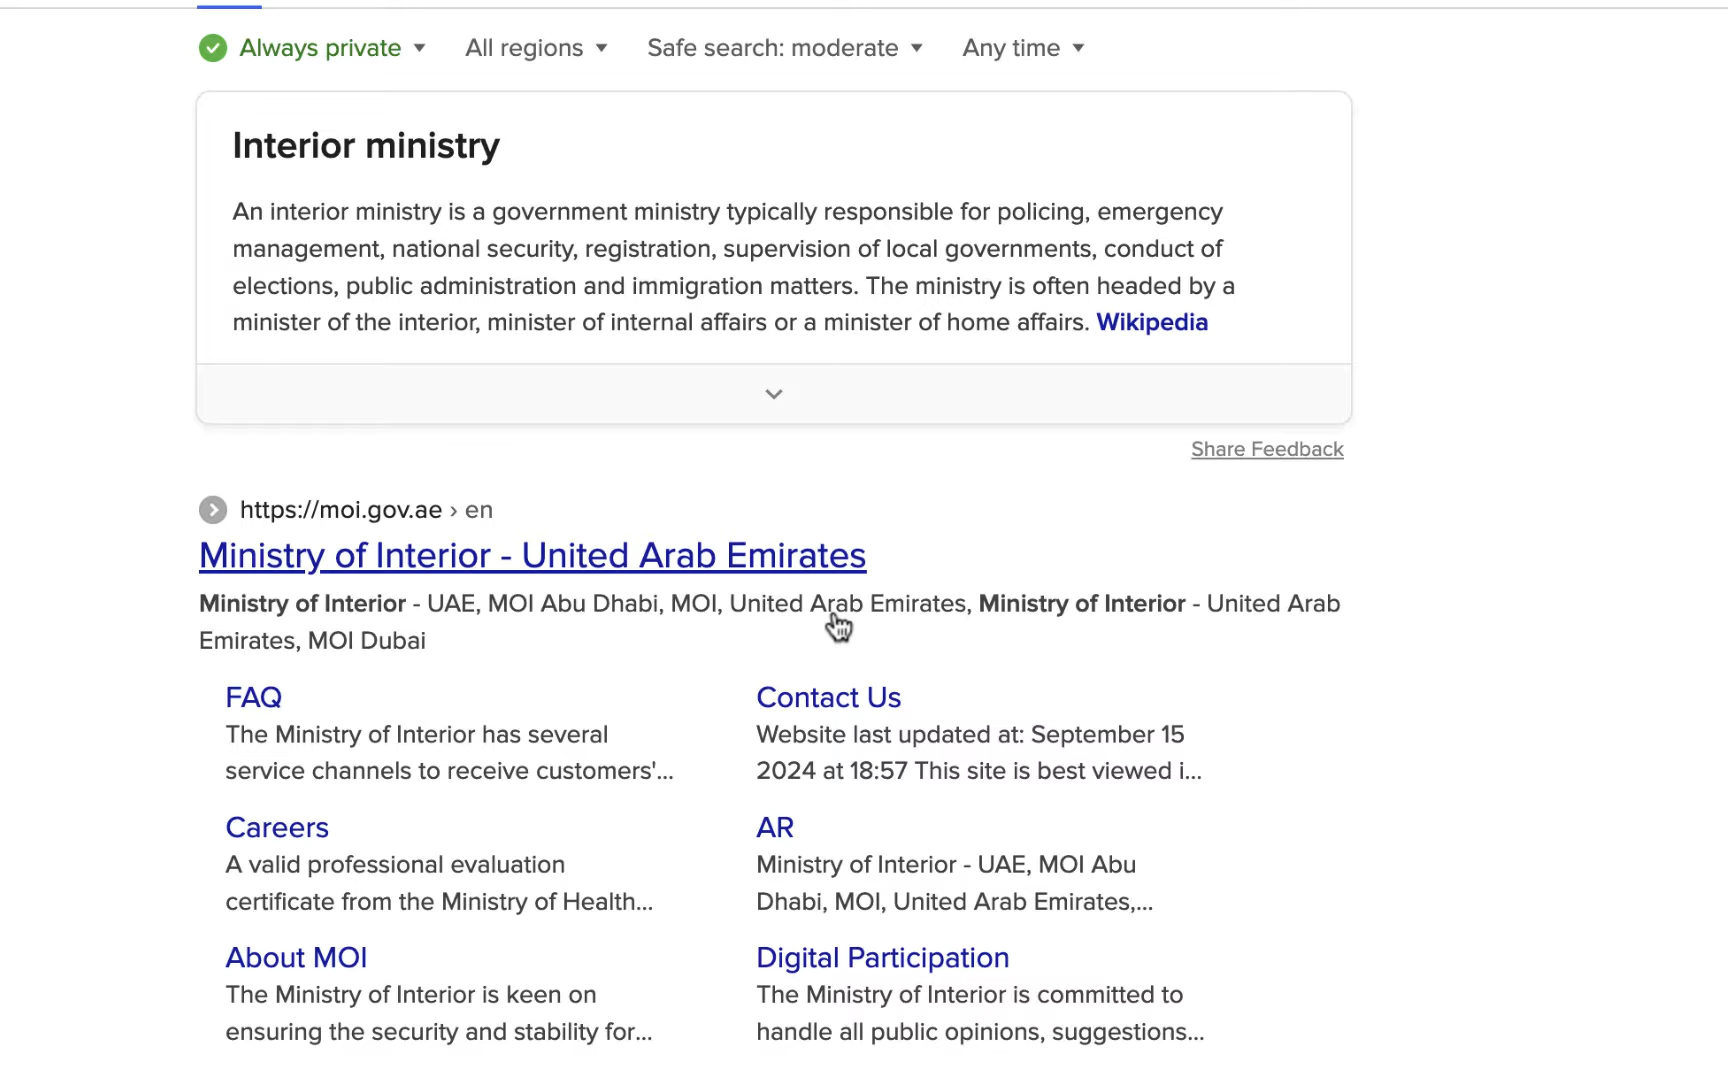 Always private All regions Safe search: moderate Any time
Interior ministry
An interior ministry is a government ministry typically responsible for policing, emergency
management, national security, registration, supervision of local governments, conduct of
elections, public administration and immigration matters. The ministry is often headed by a
minister of the interior, minister of internal affairs or a minister of home affairs. Wikipedia
Share Feedback
https://moi.gov.ae › en
Ministry of Interior - United Arab Emirates
Ministry of Interior - UAE, MOI Abu Dhabi, MOI, United Arab Emirates, Ministry of Interior - United Arab
Emirates, MOI Dubai
FAQ
The Ministry of Interior has several
service channels to receive customers'...
Contact Us
Website last updated at: September 15
2024 at 18:57 This site is best viewed i...
Careers
A valid professional evaluation
certificate from the Ministry of Health...
AR
Ministry of Interior - UAE, MOI Abu
Dhabi, MOI, United Arab Emirates,...
About MOI
The Ministry of Interior is keen on
ensuring the security and stability for...
Digital Participation
The Ministry of Interior is committed to
handle all public opinions, suggestions...